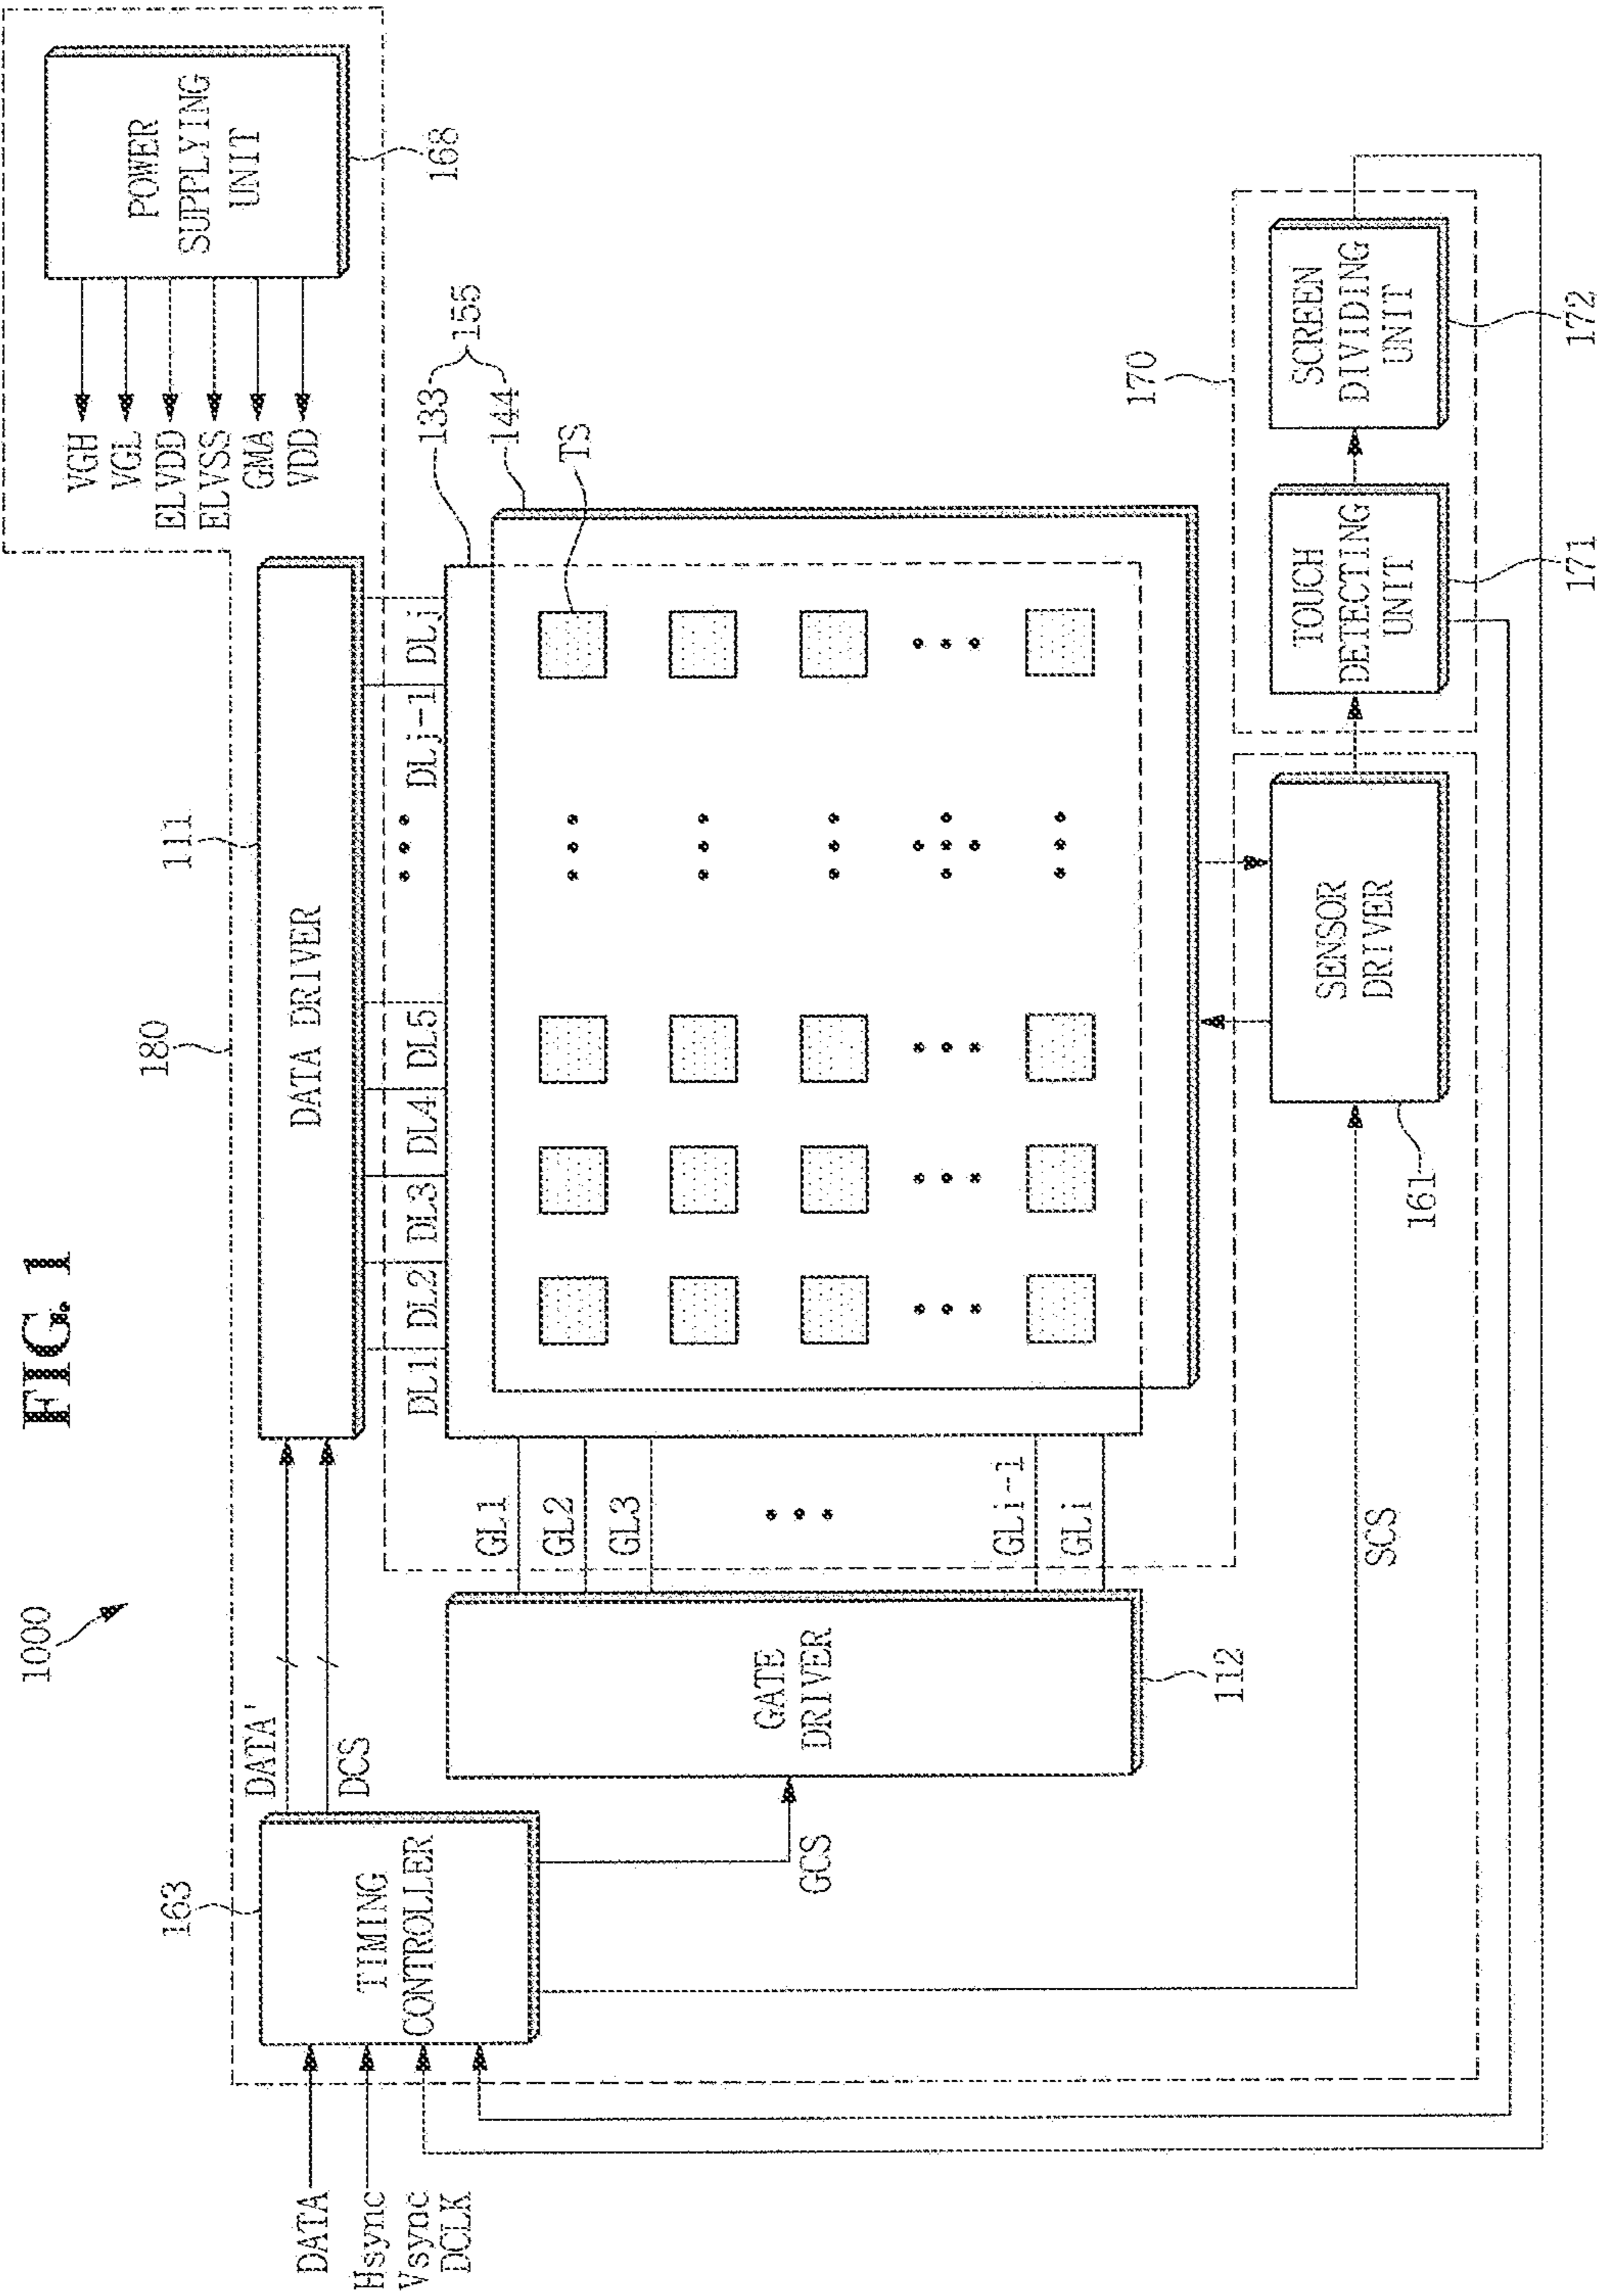 FIG. 1
1000
180
POWER
SUPPLYING
UNIT
168
VGH
VGL
ELVDD
ELVSS
GMA
VDD
163
TIMING
CONTROLLER
DATA
Hsync
Vsync
DCLK
DATA'
DCS
111
DATA DRIVER
DL1
DL2
DL3
DL4
DL5
DLj-1
DLj
133
155
144
TS
GL1
GL2
GL3
GLi-1
GLi
GATE
DRIVER
112
GCS
SCS
SENSOR
DRIVER
161
170
TOUCH
DETECTING
UNIT
171
SCREEN
DIVIDING
UNIT
172